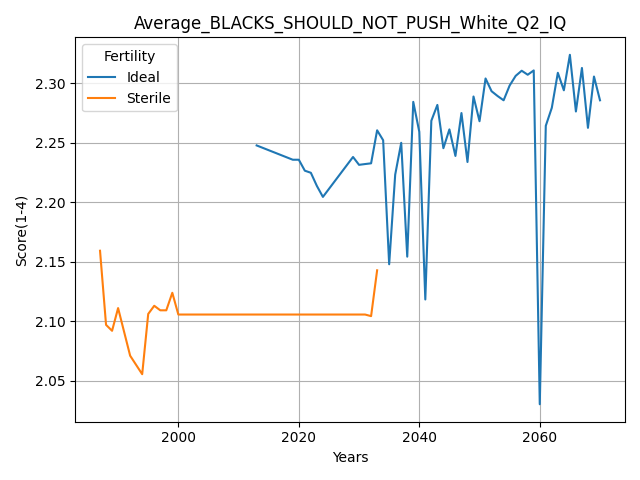 Average_BLACKS_SHOULD_NOT_PUSH_White_Q2_IQ
Fertility
Ideal
Sterile
Score(1-4)
2.30
2.25
2.20
2.15
2.10
2.05
2000
2020
2040
2060
Years